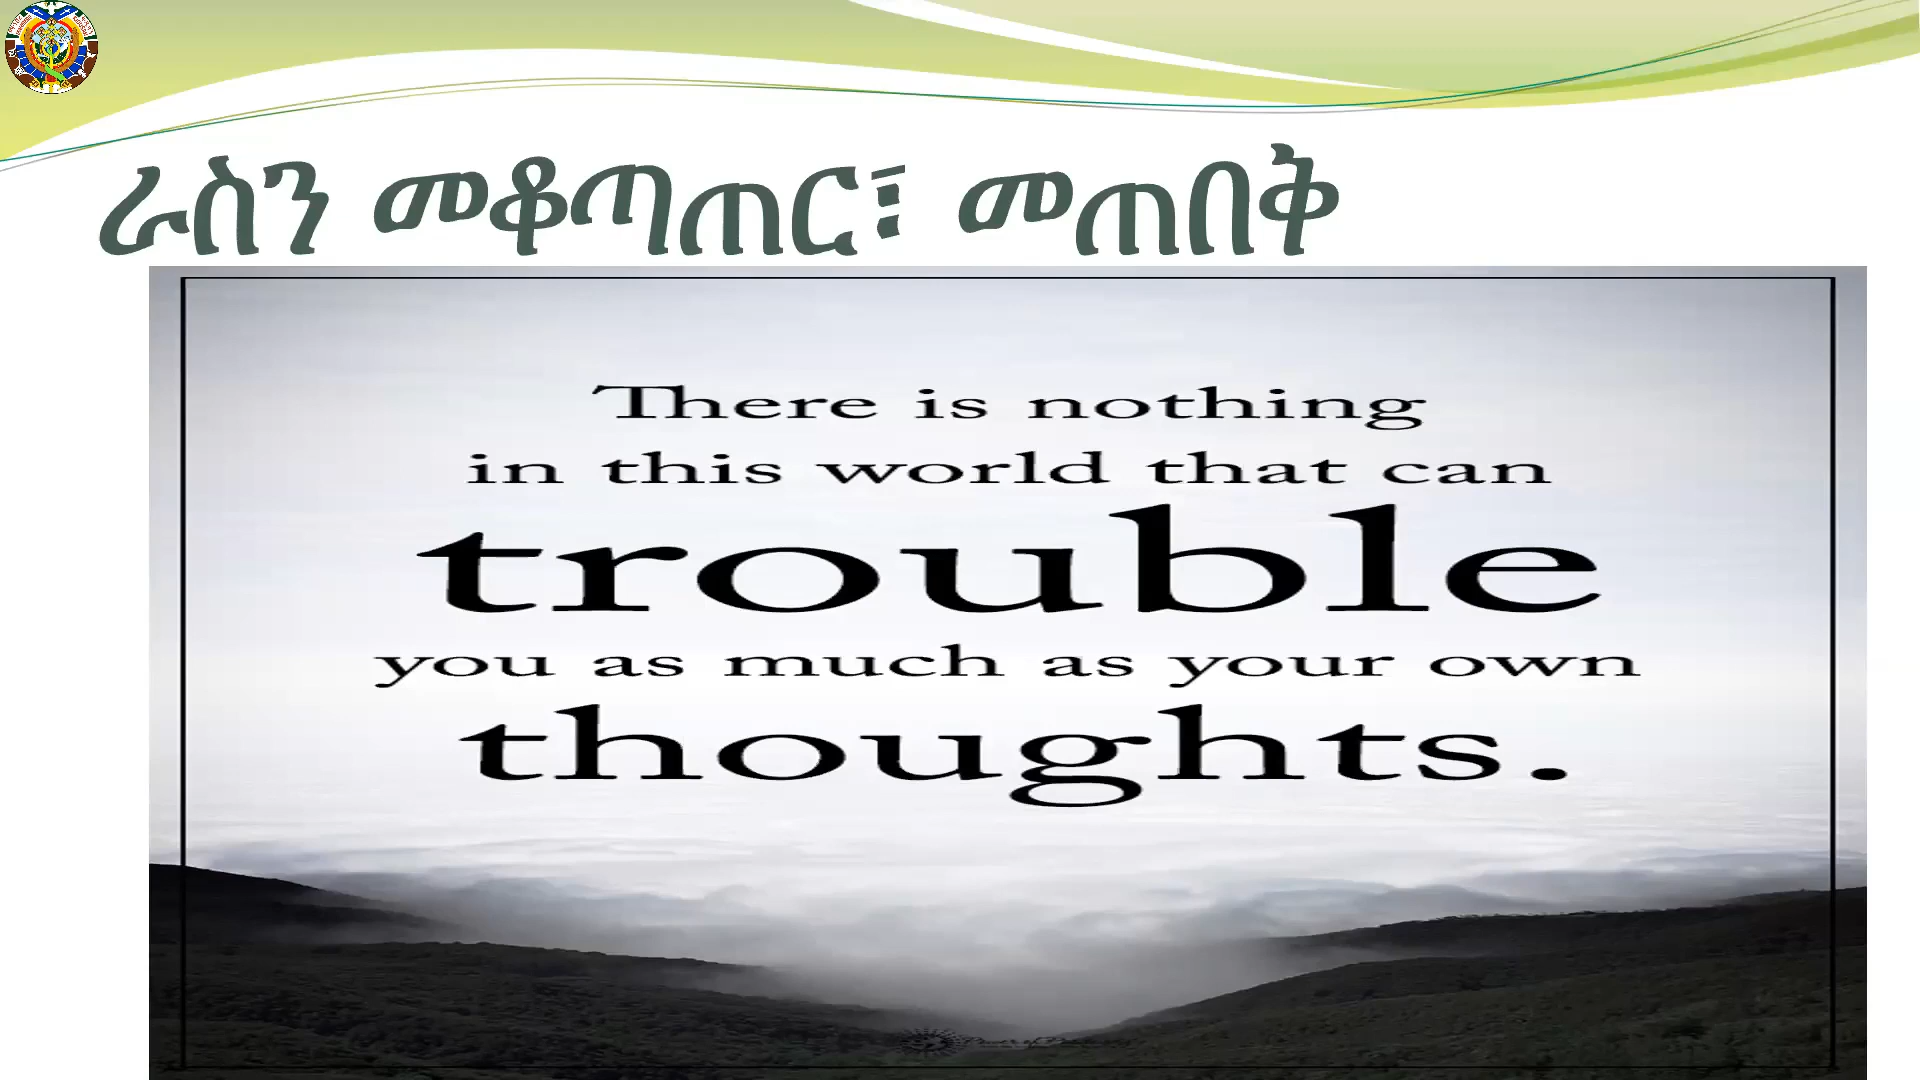 ራስን መቆጣጠር፣ መጠበቅ
There is nothing
in this world that can
trouble
you as much as your own
thoughts.